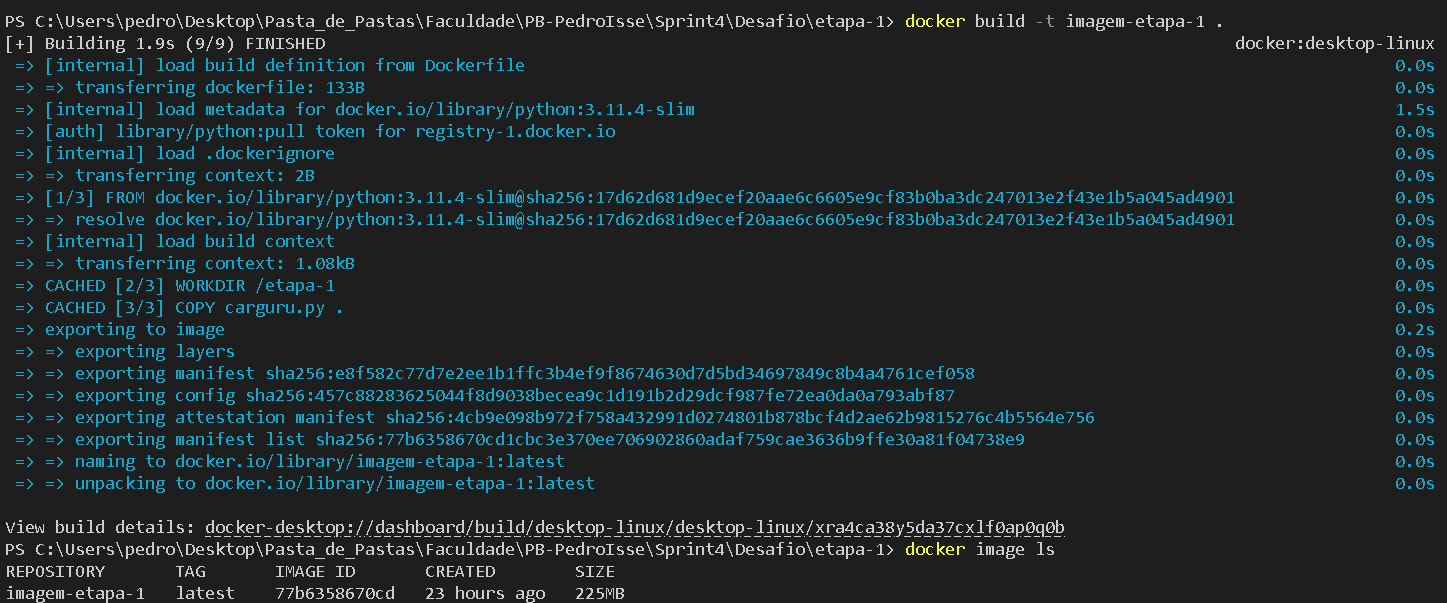 PS C:\Users\pedro\Desktop\Pasta_de_Pastas\Faculdade\PB-PedroIsse\Sprint4\Desafio\etapa-1> docker build -t imagem-etapa-1 .
[+] Building 1.9s (9/9) FINISHED docker:desktop-linux
=> [internal] load build definition from Dockerfile 0.0s
=> => transferring dockerfile: 133B 0.0s
=> [internal] load metadata for docker.io/library/python:3.11.4-slim 1.5s
=> [auth] library/python:pull token for registry-1.docker.io 0.0s
=> [internal] load .dockerignore 0.0s
=> => transferring context: 2B 0.0s
=> [1/3] FROM docker.io/library/python:3.11.4-slim@sha256:17d62d681d9ecef20aae6c6605e9cf83b0ba3dc247013e2f43e1b5a045ad4901 0.0s
=> => resolve docker.io/library/python:3.11.4-slim@sha256:17d62d681d9ecef20aae6c6605e9cf83b0ba3dc247013e2f43e1b5a045ad4901 0.0s
=> [internal] load build context 0.0s
=> => transferring context: 1.08kB 0.0s
=> CACHED [2/3] WORKDIR /etapa-1 0.0s
=> CACHED [3/3] COPY carguru.py . 0.0s
=> exporting to image 0.2s
=> => exporting layers 0.0s
=> => exporting manifest sha256:e8f582c77d7e2ee1b1ffc3b4ef9f8674630d7d5bd34697849c8b4a4761cef058 0.0s
=> => exporting config sha256:457c88283625044f8d9038becea9c1d191b2d29dcf987fe72ea0da0a793abf87 0.0s
=> => exporting attestation manifest sha256:4cb9e098b972f758a432991d0274801b878bcf4d2ae62b9815276c4b5564e756 0.0s
=> => exporting manifest list sha256:77b6358670cd1cbc3e370ee706902860adaf759cae3636b9ffe30a81f04738e9 0.0s
=> => naming to docker.io/library/imagem-etapa-1:latest 0.0s
=> => unpacking to docker.io/library/imagem-etapa-1:latest 0.0s
View build details: docker-desktop://dashboard/build/desktop-linux/desktop-linux/xra4ca38y5da37cxlf0ap0q0b
PS C:\Users\pedro\Desktop\Pasta_de_Pastas\Faculdade\PB-PedroIsse\Sprint4\Desafio\etapa-1> docker image ls
REPOSITORY TAG IMAGE ID CREATED SIZE
imagem-etapa-1 latest 77b6358670cd 23 hours ago 225MB